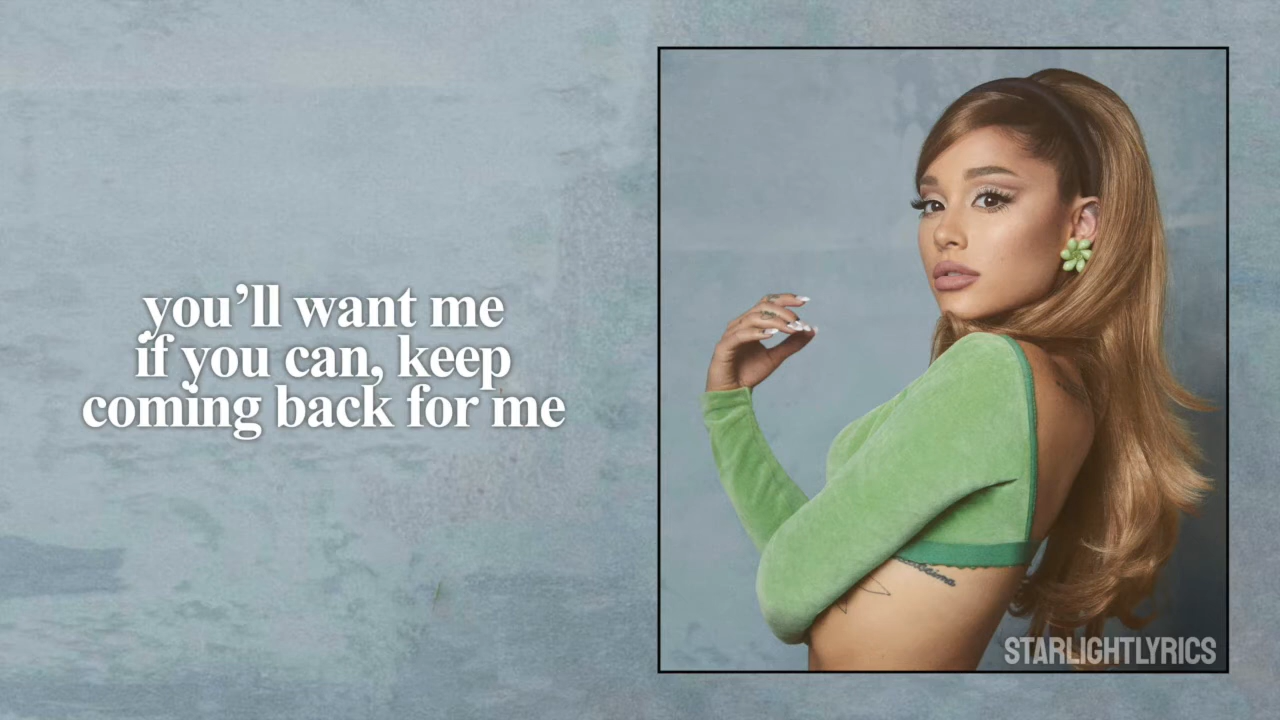 you’ll want me
if you can, keep
coming back for me
STARLIGHTLYRICS